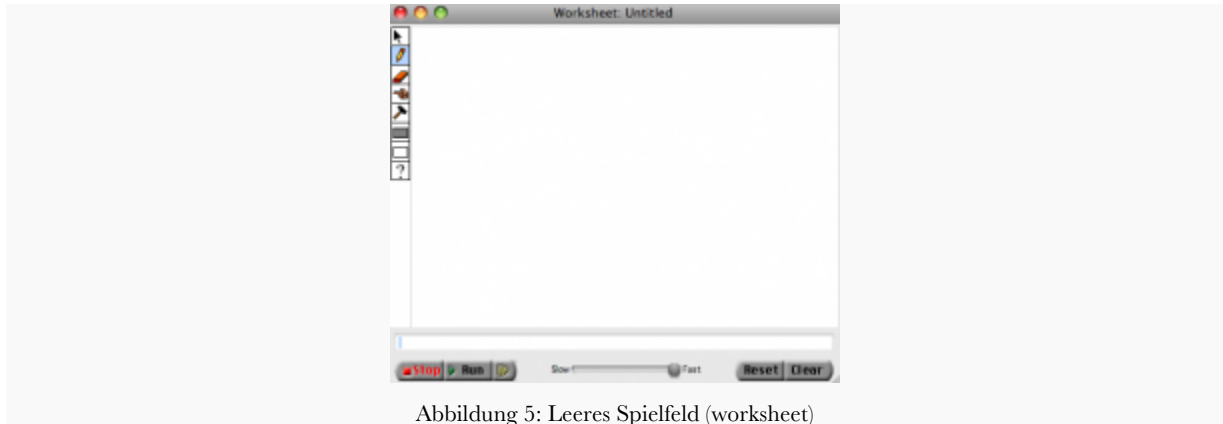 Worksheet: Untitled
?
Stop Run
Slow Fast
Reset Clear
Abbildung 5: Leeres Spielfeld (worksheet)